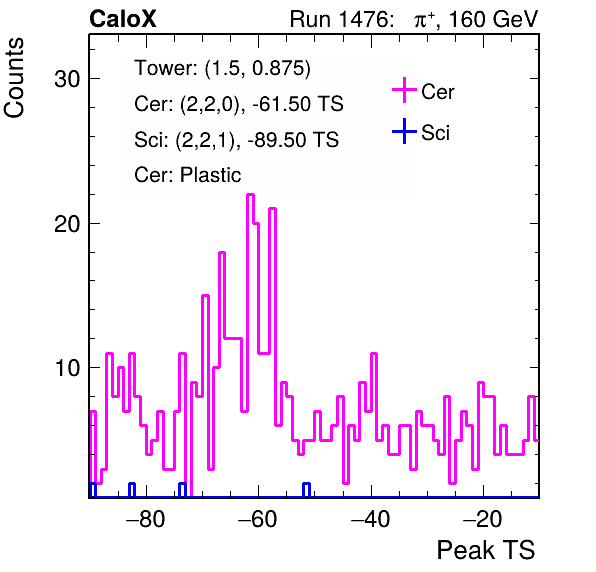 CaloX Run 1476: π⁺, 160 GeV
Counts
Tower: (1.5, 0.875)
Cer: (2,2,0), -61.50 TS
Sci: (2,2,1), -89.50 TS
Cer: Plastic
Cer
Sci
30
20
10
−80 −60 −40 −20
Peak TS